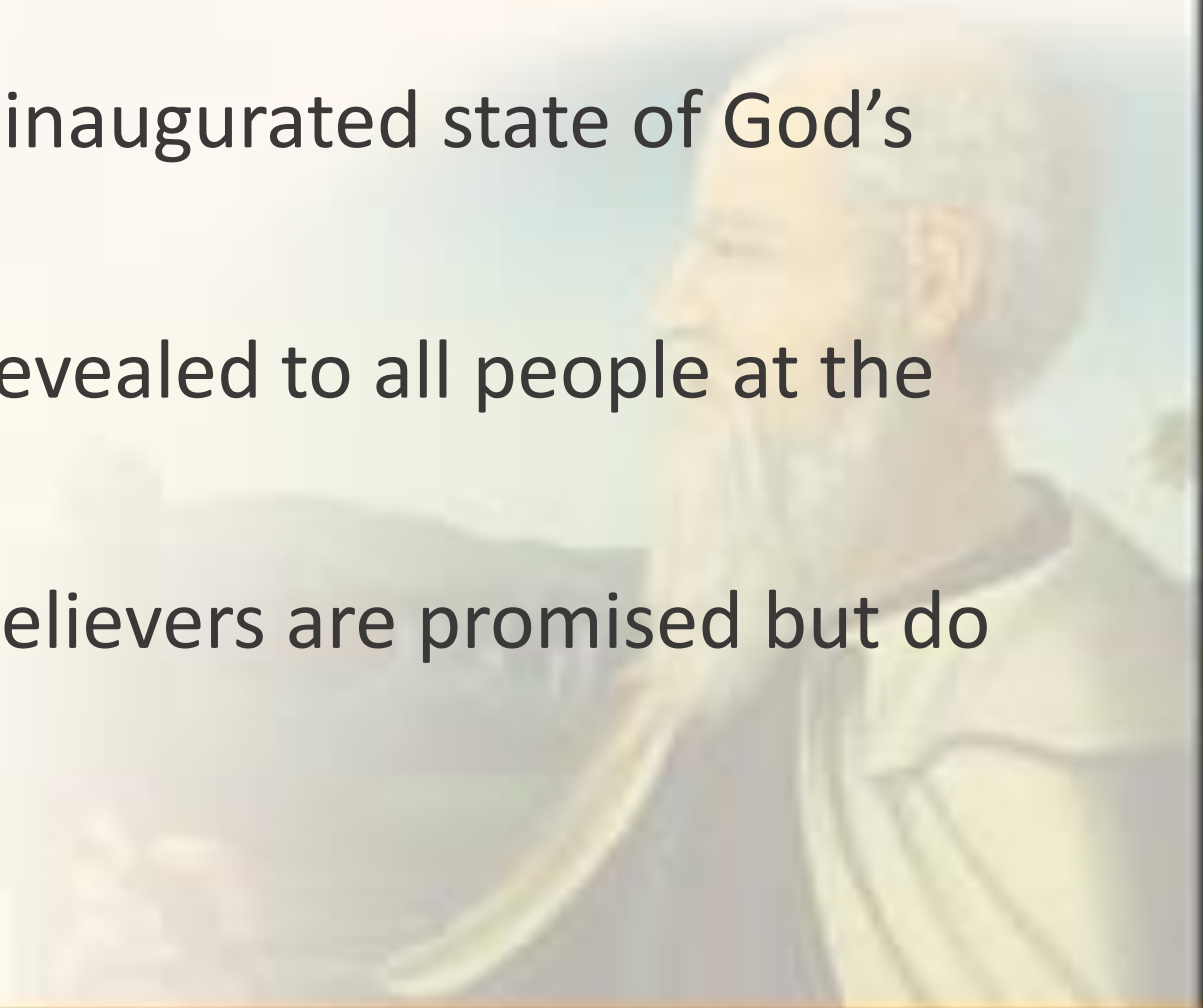 inaugurated state of God’s
evealed to all people at the
elievers are promised but do